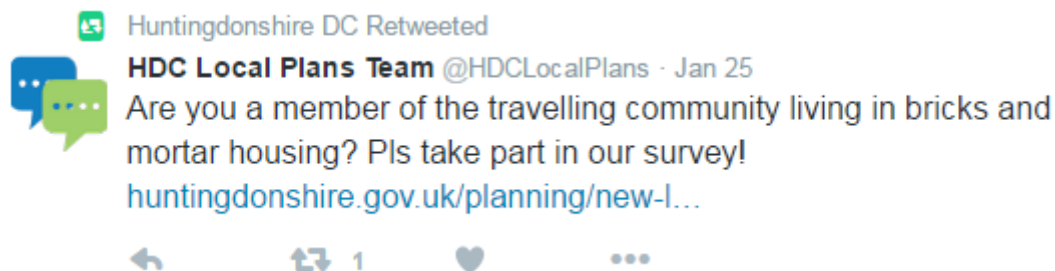 Huntingdonshire DC Retweeted
HDC Local Plans Team @HDCLocalPlans · Jan 25
Are you a member of the travelling community living in bricks and
mortar housing? Pls take part in our survey!
huntingdonshire.gov.uk/planning/new-l...
1